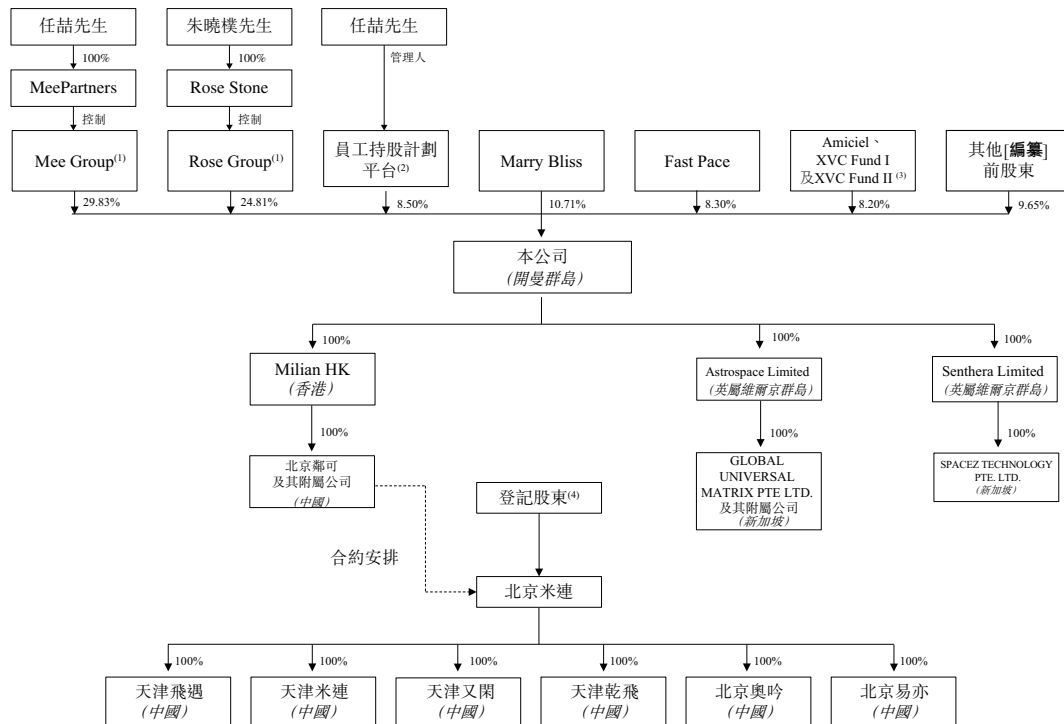 任喆先生
朱曉樸先生
任喆先生
100%
100%
管理人
MeePartners
Rose Stone
控制
控制
Mee Group(1)
Rose Group(1)
員工持股計劃
平台(2)
Marry Bliss
Fast Pace
Amiciel、
XVC Fund I
及XVC Fund II (3)
其他[編纂]
前股東
29.83%
24.81%
8.50%
10.71%
8.30%
8.20%
9.65%
本公司
(開曼群島)
100%
100%
100%
Milian HK
(香港)
Astrospace Limited
(英屬維爾京群島)
Senthera Limited
(英屬維爾京群島)
100%
100%
100%
北京鄰可
及其附屬公司
(中國)
GLOBAL
UNIVERSAL
MATRIX PTE LTD.
及其附屬公司
(新加坡)
SPACEZ TECHNOLOGY
PTE. LTD.
(新加坡)
登記股東(4)
合約安排
北京米連
100%
100%
100%
100%
100%
100%
天津飛遇
(中國)
天津米連
(中國)
天津又閑
(中國)
天津乾飛
(中國)
北京奧吟
(中國)
北京易亦
(中國)